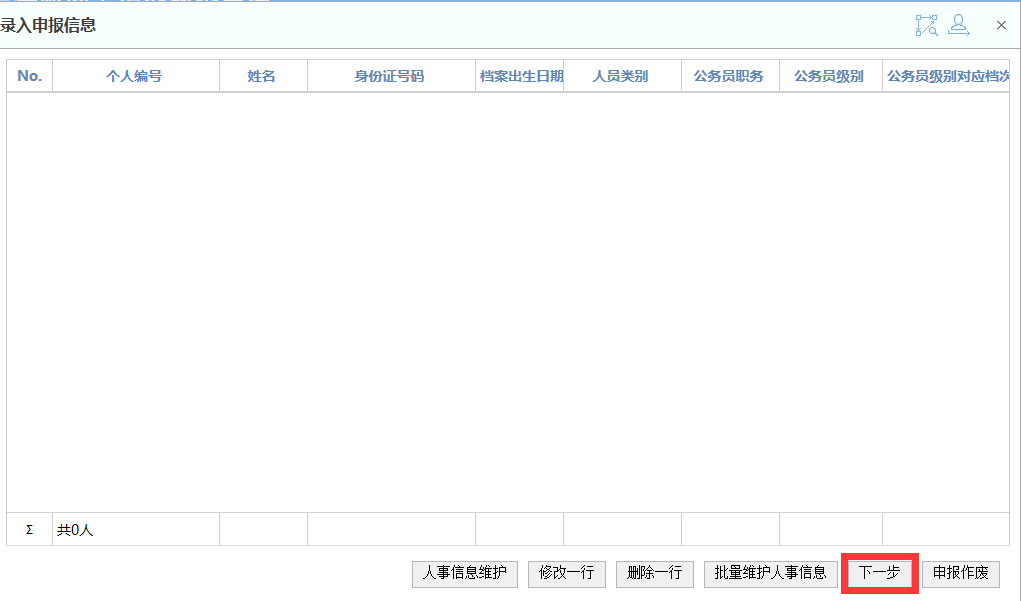 录入申报信息
No. 个人编号 姓名 身份证号码 档案出生日期 人员类别 公务员职务 公务员级别 公务员级别对应档次
Σ 共0人
人事信息维护 修改一行 删除一行 批量维护人事信息 下一步 申报作废